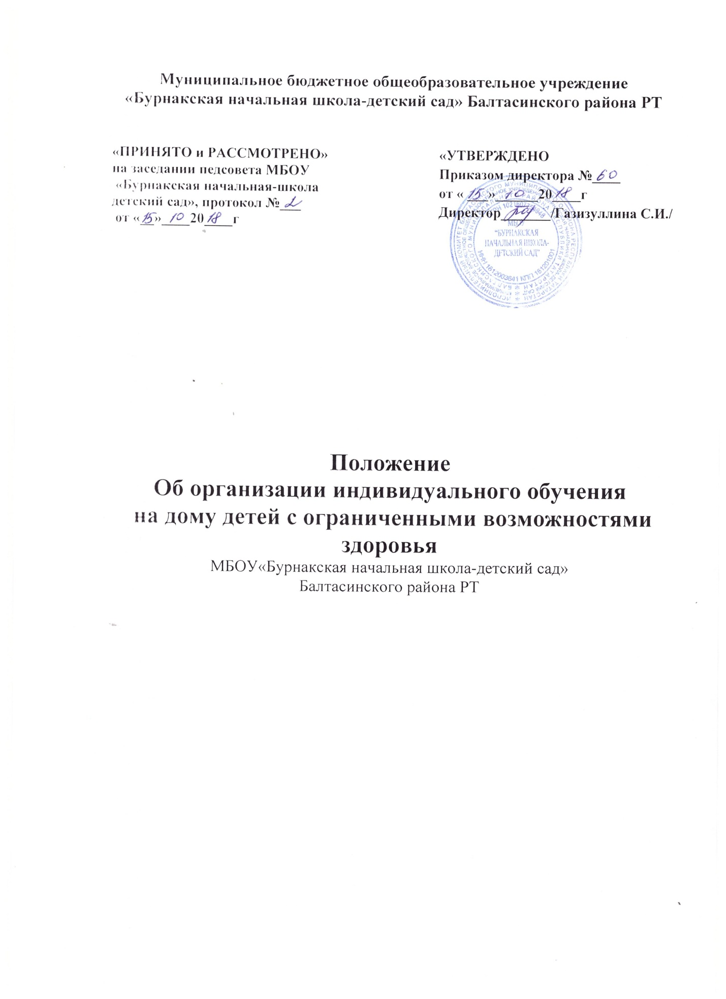 Муниципальное бюджетное общеобразовательное учреждение
«Бурнакская начальная школа-детский сад» Балтасинского района РТ
«ПРИНЯТО и РАССМОТРЕНО»
на заседании педсовета МБОУ
«Бурнакская начальная-школа
детский сад», протокол № 2
от «15» 10 2018 г
«УТВЕРЖДЕНО
Приказом директора № 60
от «15» 10 2018 г
Директор /Газизуллина С.И./
МБОУ
"БУРНАКСКАЯ
НАЧАЛЬНАЯ ШКОЛА-
ДЕТСКИЙ САД"
ИНН 1612003641 КПП 161201001
Положение
Об организации индивидуального обучения
на дому детей с ограниченными возможностями
здоровья
МБОУ«Бурнакская начальная школа-детский сад»
Балтасинского района РТ